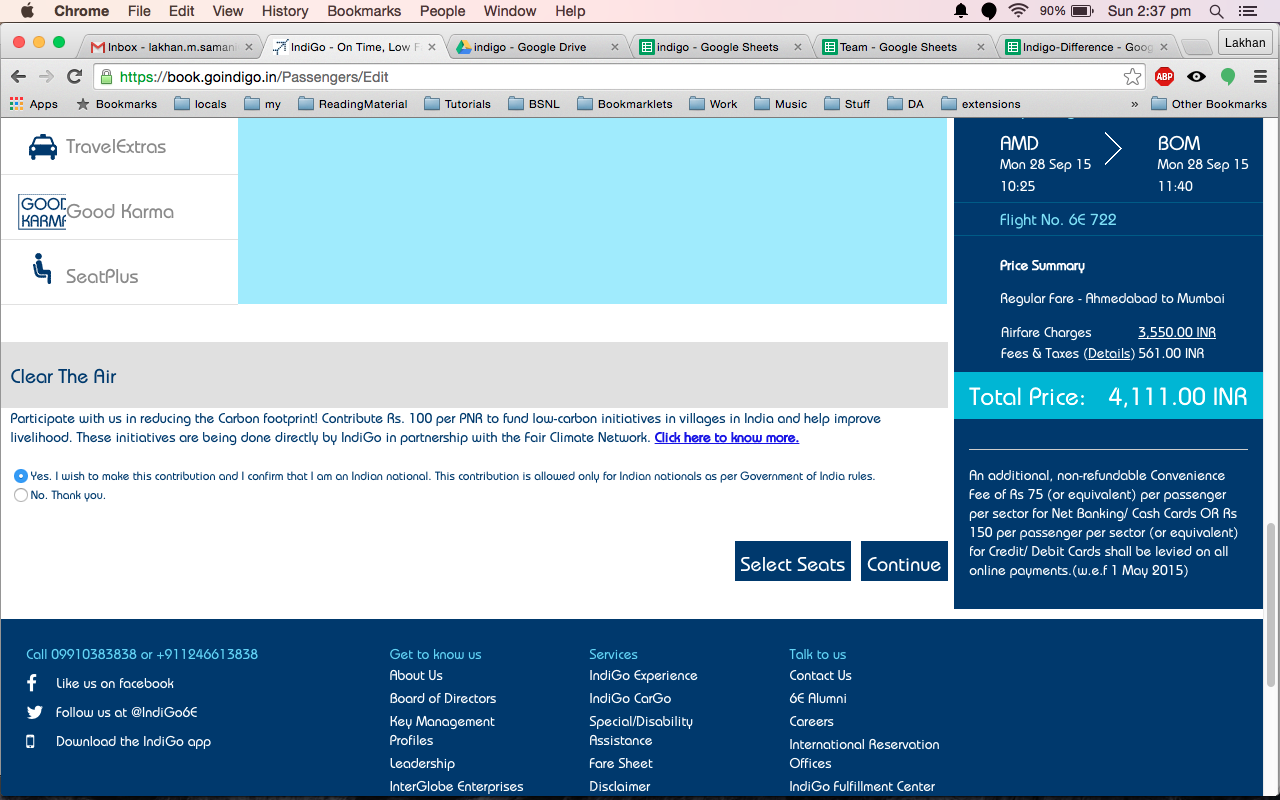 Chrome File Edit View History Bookmarks People Window Help 90% Sun 2:37 pm
Inbox - lakhan.m.saman IndiGo - On Time, Low F indigo - Google Drive indigo - Google Sheets Team - Google Sheets Indigo-Difference - Goog Lakhan
https://book.goindigo.in/Passengers/Edit ABP
Apps Bookmarks locals my ReadingMaterial Tutorials BSNL Bookmarklets Work Music Stuff DA extensions » Other Bookmarks
TravelExtras
GOOD KARMA Good Karma
SeatPlus
AMD BOM
Mon 28 Sep 15 Mon 28 Sep 15
10:25 11:40
Flight No. 6E 722
Price Summary
Regular Fare - Ahmedabad to Mumbai
Airfare Charges 3,550.00 INR
Fees & Taxes (Details) 561.00 INR
Total Price: 4,111.00 INR
An additional, non-refundable Convenience
Fee of Rs 75 (or equivalent) per passenger
per sector for Net Banking/ Cash Cards OR Rs
150 per passenger per sector (or equivalent)
for Credit/ Debit Cards shall be levied on all
online payments.(w.e.f 1 May 2015)
Clear The Air
Participate with us in reducing the Carbon footprint! Contribute Rs. 100 per PNR to fund low-carbon initiatives in villages in India and help improve
livelihood. These initiatives are being done directly by IndiGo in partnership with the Fair Climate Network. Click here to know more.
Yes. I wish to make this contribution and I confirm that I am an Indian national. This contribution is allowed only for Indian nationals as per Government of India rules.
No. Thank you.
Select Seats Continue
Call 09910383838 or +911246613838
Like us on facebook
Follow us at @IndiGo6E
Download the IndiGo app
Get to know us
About Us
Board of Directors
Key Management
Profiles
Leadership
InterGlobe Enterprises
Services
IndiGo Experience
IndiGo CarGo
Special/Disability
Assistance
Fare Sheet
Disclaimer
Talk to us
Contact Us
6E Alumni
Careers
International Reservation
Offices
IndiGo Fulfillment Center